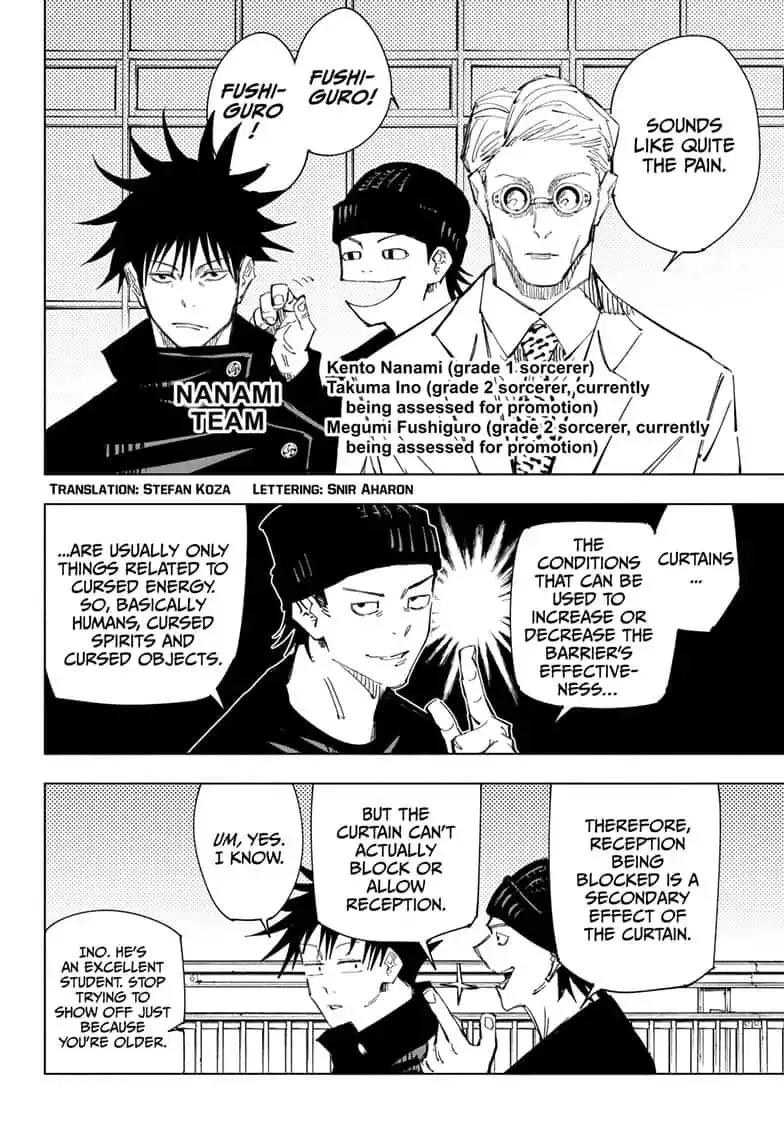 SOUNDS
LIKE QUITE
THE PAIN.
FUSHI-
GURO!
FUSHI-
GURO
!
NANAMI
TEAM
Kento Nanami (grade 1 sorcerer)
Takuma Ino (grade 2 sorcerer, currently
being assessed for promotion)
Megumi Fushiguro (grade 2 sorcerer, currently
being assessed for promotion)
TRANSLATION: STEFAN KOZA LETTERING: SNIR AHARON
CURTAINS
...
THE
CONDITIONS
THAT CAN BE
USED TO
INCREASE OR
DECREASE THE
BARRIER'S
EFFECTIVE-
NESS...
...ARE USUALLY ONLY
THINGS RELATED TO
CURSED ENERGY.
SO, BASICALLY
HUMANS, CURSED
SPIRITS AND
CURSED OBJECTS.
THEREFORE,
RECEPTION
BEING
BLOCKED IS A
SECONDARY
EFFECT OF
THE CURTAIN.
BUT THE
CURTAIN CAN'T
ACTUALLY
BLOCK OR
ALLOW
RECEPTION.
UM, YES.
I KNOW.
INO. HE'S
AN EXCELLENT
STUDENT. STOP
TRYING TO
SHOW OFF JUST
BECAUSE
YOU'RE OLDER.